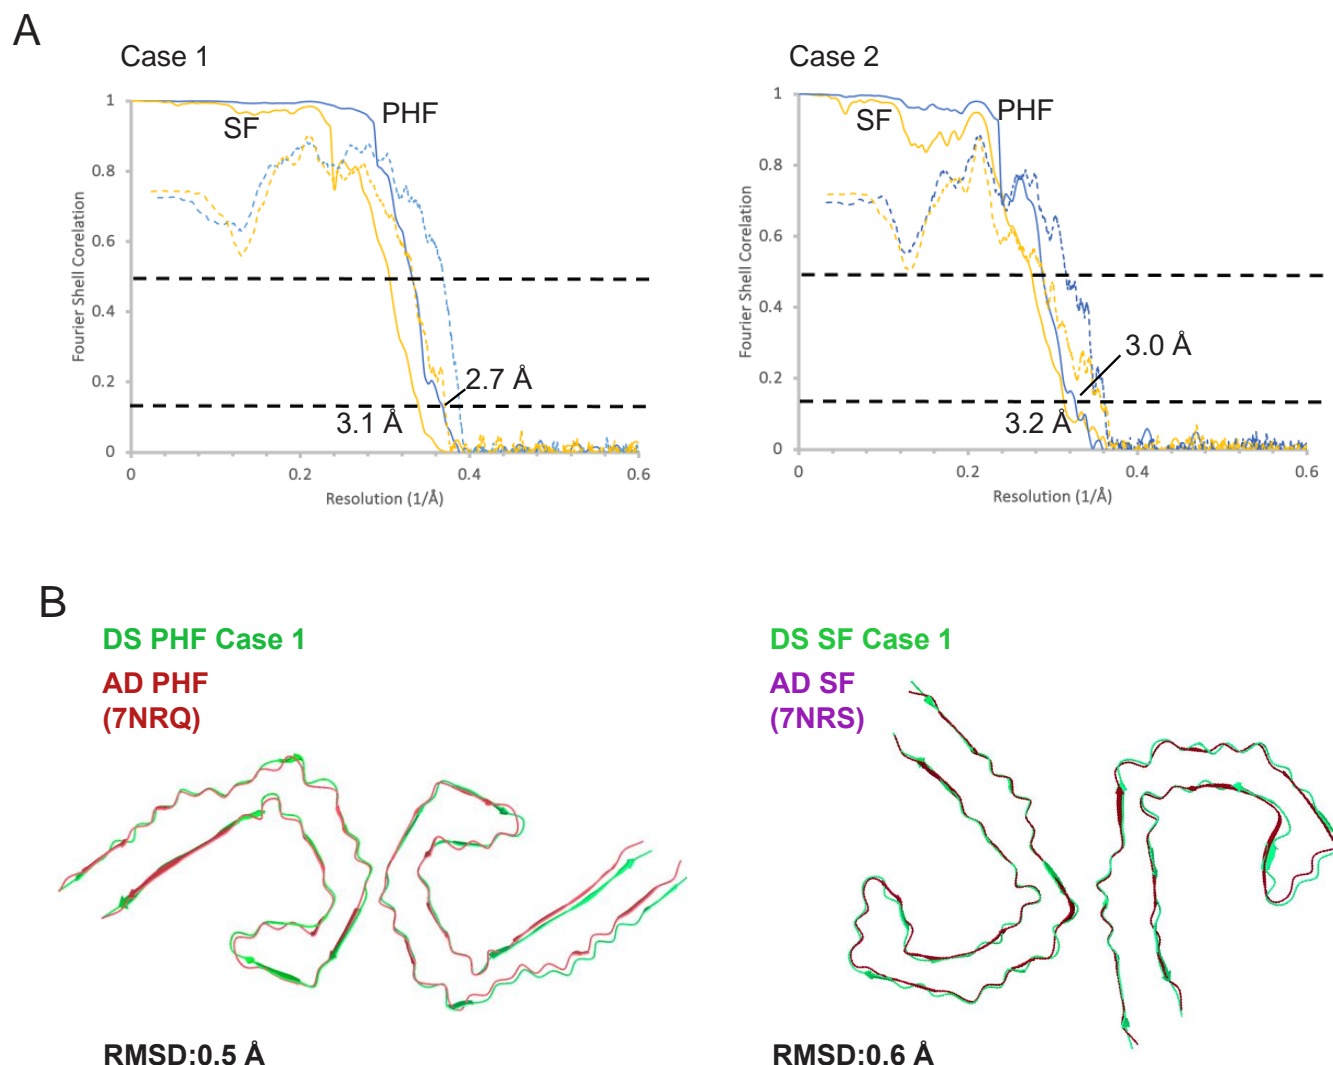 A
Case 1
1
0.8
0.6
0.4
0.2
0
Fourier Shell Corelation
SF
PHF
2.7 Å
3.1 Å
0
0.2
0.4
0.6
Resolution (1/Å)
Case 2
1
0.8
0.6
0.4
0.2
0
Fourier Shell Corelation
SF
PHF
3.0 Å
3.2 Å
0
0.2
0.4
0.6
Resolution (1/Å)
B
DS PHF Case 1
AD PHF
(7NRQ)
RMSD:0.5 Å
DS SF Case 1
AD SF
(7NRS)
RMSD:0.6 Å